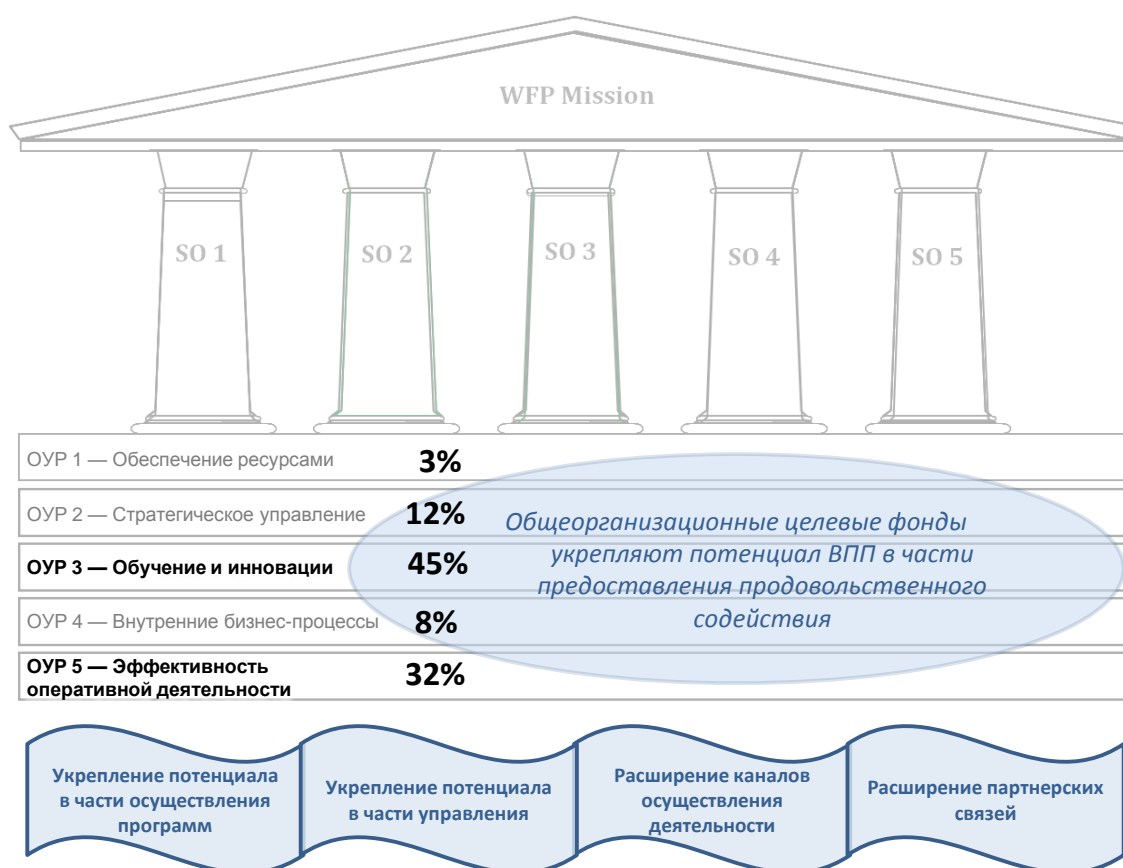 WFP Mission
SO 1
SO 2
SO 3
SO 4
SO 5
ОУР 1 — Обеспечение ресурсами 3%
ОУР 2 — Стратегическое управление 12%
ОУР 3 — Обучение и инновации 45%
ОУР 4 — Внутренние бизнес-процессы 8%
ОУР 5 — Эффективность
оперативной деятельности 32%
Общеорганизационные целевые фонды
укрепляют потенциал ВПП в части
предоставления продовольственного
содействия
Укрепление потенциала
в части осуществления
программ
Укрепление потенциала
в части управления
Расширение каналов
осуществления
деятельности
Расширение партнерских
связей